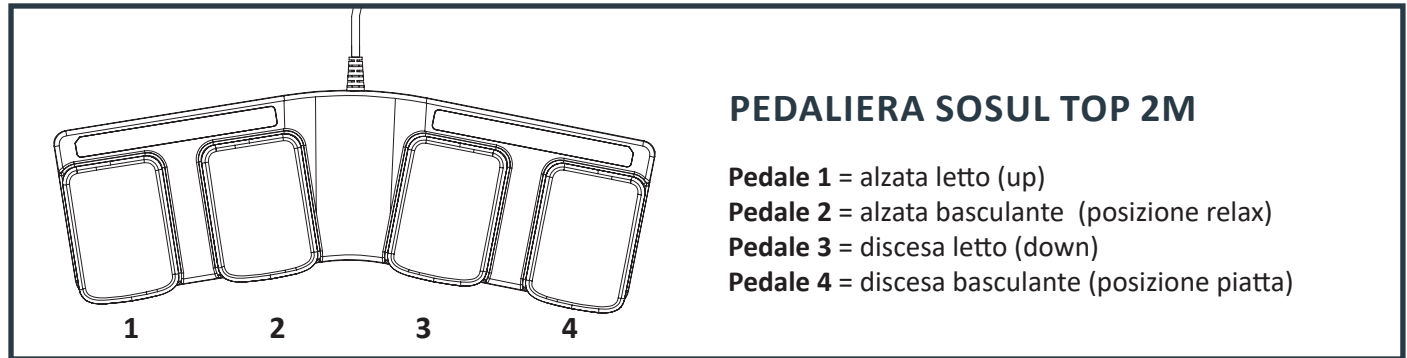 PEDALIERA SOSUL TOP 2M
Pedale 1 = alzata letto (up)
Pedale 2 = alzata basculante (posizione relax)
Pedale 3 = discesa letto (down)
Pedale 4 = discesa basculante (posizione piatta)
1 2 3 4